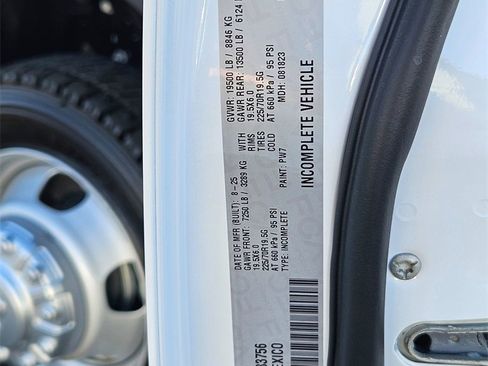 DATE OF MFR (BUILT): 8-25 GVWR: 19500 LB / 8846 KG
GAWR FRONT: 7250 LB / 3289 KG WITH GAWR REAR: 13500 LB / 6124
19.5X6.0 RIMS 19.5X6.0
225/70R19.5G TIRES 225/70R19.5G
AT 660 kPa / 95 PSI COLD AT 660 kPa / 95 PSI
TYPE: INCOMPLETE PAINT: PW7 MDH: 081823
INCOMPLETE VEHICLE
3756
EXICO